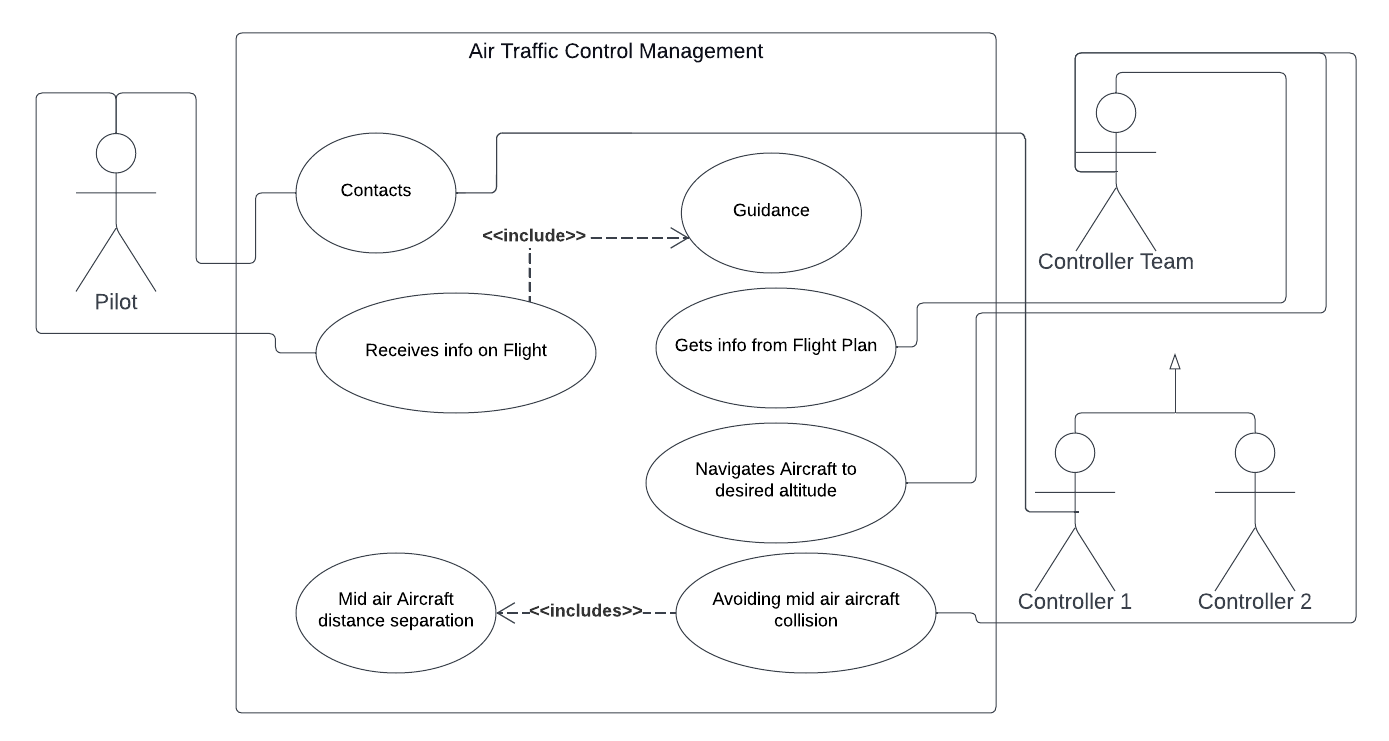 Air Traffic Control Management
Contacts
Guidance
<<include>>
Controller Team
Pilot
Receives info on Flight
Gets info from Flight Plan
Navigates Aircraft to
desired altitude
Mid air Aircraft
distance separation
<<includes>>
Avoiding mid air aircraft
collision
Controller 1
Controller 2